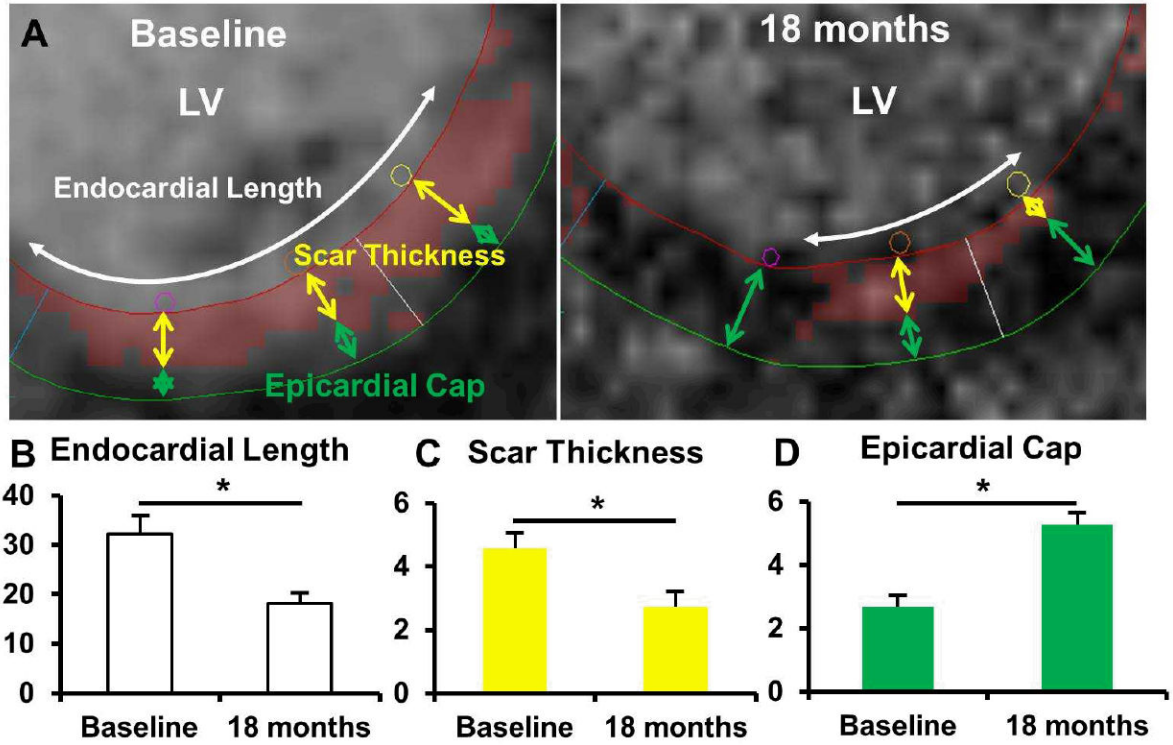 A
Baseline
LV
Endocardial Length
Scar Thickness
Epicardial Cap
18 months
LV
B Endocardial Length
*
40
30
20
10
0
Baseline 18 months
C Scar Thickness
*
6
4
2
0
Baseline 18 months
D Epicardial Cap
*
6
4
2
0
Baseline 18 months